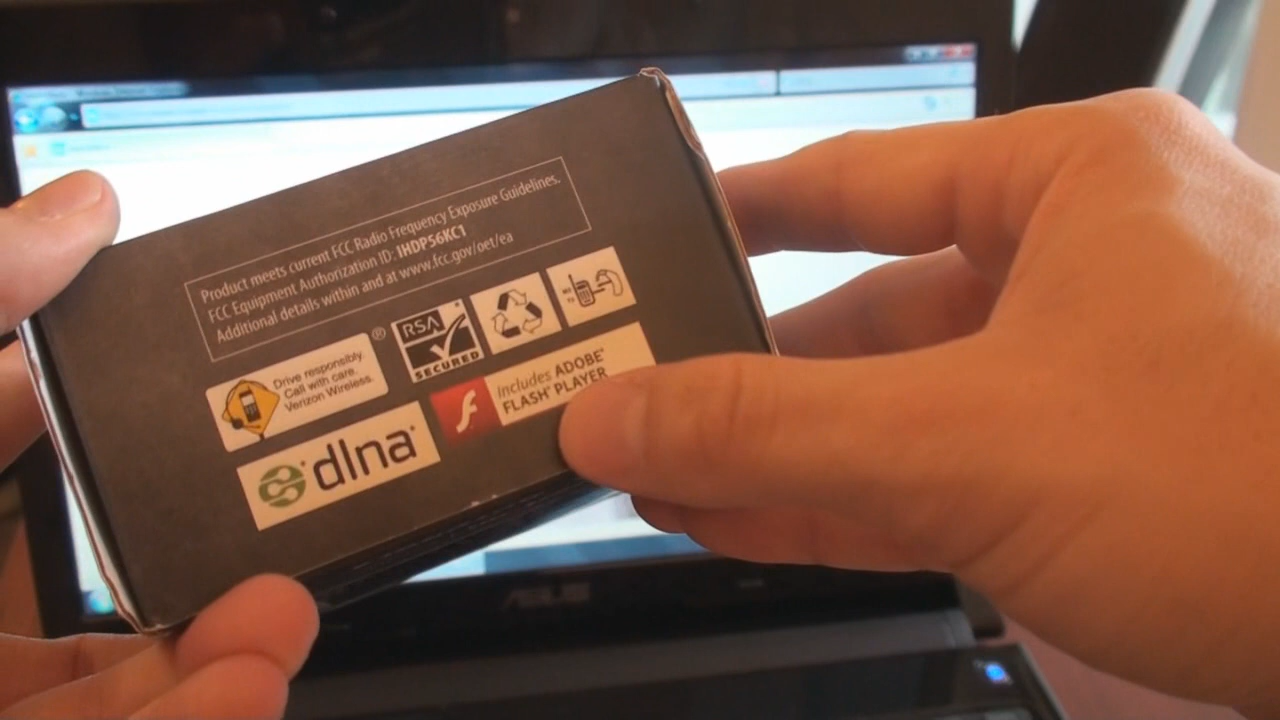 Product meets current FCC Radio Frequency Exposure Guidelines.
FCC Equipment Authorization ID: IHDP56KC1
Additional details within and at www.fcc.gov/oet/ea
Drive responsibly.
Call with care.
Verizon Wireless.
®
RSA
SECURED
Includes ADOBE®
FLASH® PLAYER
dlna
ASUS